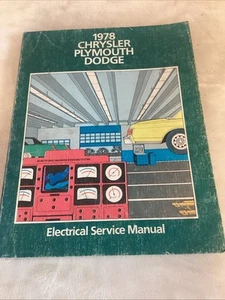 1978
CHRYSLER
PLYMOUTH
DODGE
Electrical Service Manual